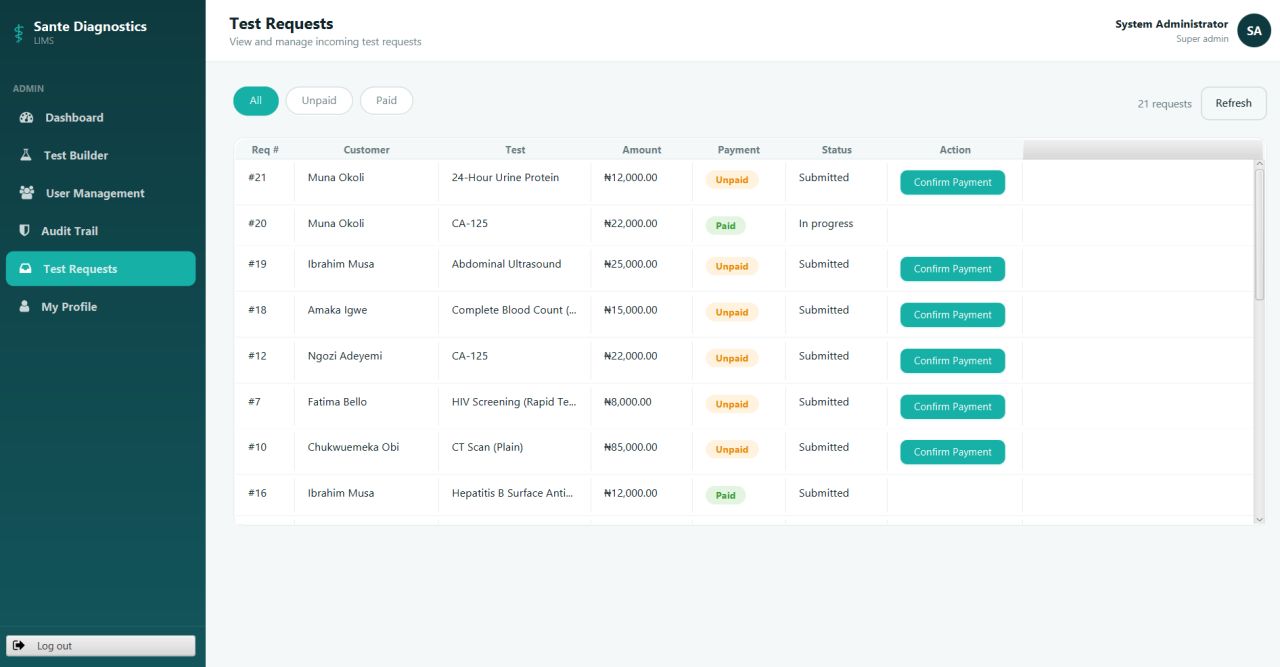 Sante Diagnostics
LIMS
ADMIN
Dashboard
Test Builder
User Management
Audit Trail
Test Requests
My Profile
Log out
Test Requests
View and manage incoming test requests
System Administrator
Super admin
SA
All Unpaid Paid
21 requests Refresh
Req # Customer Test Amount Payment Status Action
#21 Muna Okoli 24-Hour Urine Protein ₦12,000.00 Unpaid Submitted Confirm Payment
#20 Muna Okoli CA-125 ₦22,000.00 Paid In progress
#19 Ibrahim Musa Abdominal Ultrasound ₦25,000.00 Unpaid Submitted Confirm Payment
#18 Amaka Igwe Complete Blood Count (... ₦15,000.00 Unpaid Submitted Confirm Payment
#12 Ngozi Adeyemi CA-125 ₦22,000.00 Unpaid Submitted Confirm Payment
#7 Fatima Bello HIV Screening (Rapid Te... ₦8,000.00 Unpaid Submitted Confirm Payment
#10 Chukwuemeka Obi CT Scan (Plain) ₦85,000.00 Unpaid Submitted Confirm Payment
#16 Ibrahim Musa Hepatitis B Surface Anti... ₦12,000.00 Paid Submitted